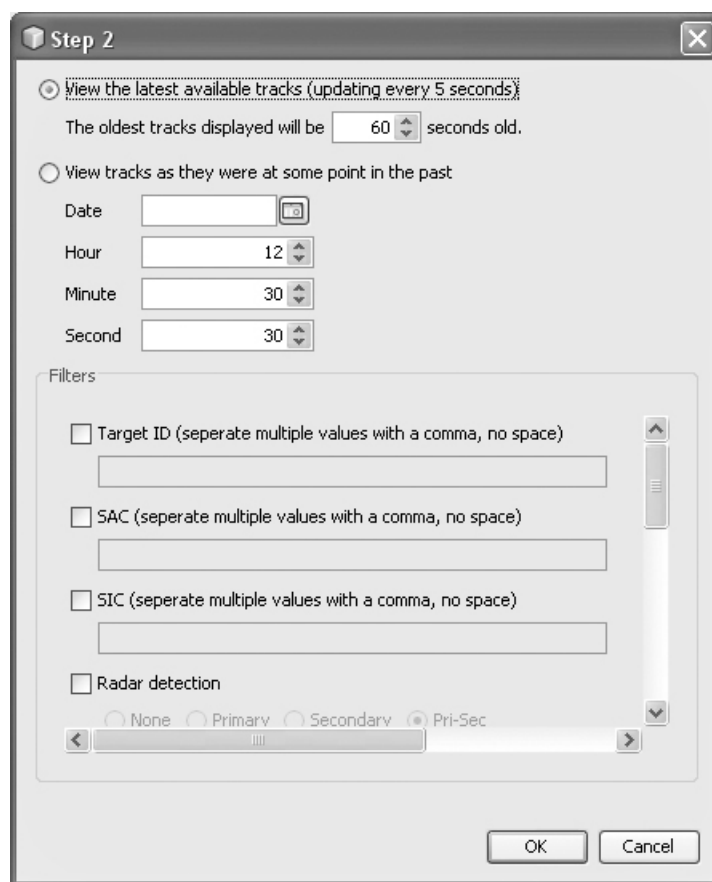 Step 2
View the latest available tracks (updating every 5 seconds)
The oldest tracks displayed will be 60 seconds old.
View tracks as they were at some point in the past
Date
Hour 12
Minute 30
Second 30
Filters
Target ID (seperate multiple values with a comma, no space)
SAC (seperate multiple values with a comma, no space)
SIC (seperate multiple values with a comma, no space)
Radar detection
None Primary Secondary Pri-Sec
OK Cancel